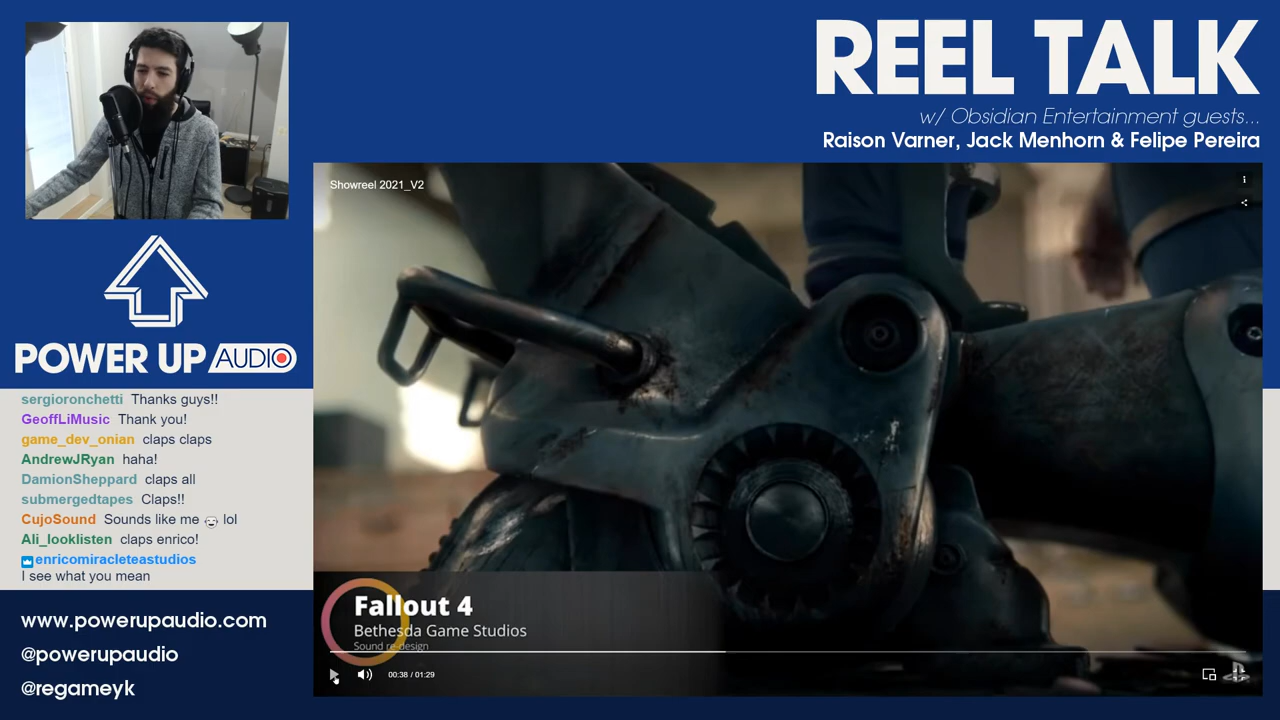 REEL TALK
w/ Obsidian Entertainment guests...
Raison Varner, Jack Menhorn & Felipe Pereira
POWER UP AUDIO
sergioronchetti Thanks guys!!
GeoffLiMusic Thank you!
game_dev_onian claps claps
AndrewJRyan haha!
DamionSheppard claps all
submergedtapes Claps!!
CujoSound Sounds like me lol
Ali_looklisten claps enrico!
enricomiracleteastudios
I see what you mean
www.powerupaudio.com
@powerupaudio
@regameyk
Showreel 2021_V2
Fallout 4
Bethesda Game Studios
Sound re-design
00:38 / 01:29